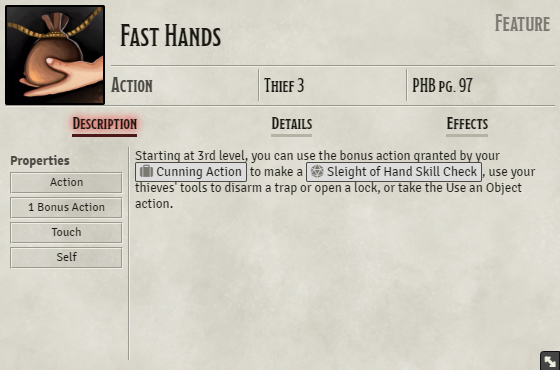 Fast Hands
Feature
Action
Thief 3
PHB pg. 97
Description
Details
Effects
Properties
Action
1 Bonus Action
Touch
Self
Starting at 3rd level, you can use the bonus action granted by your
Cunning Action to make a Sleight of Hand Skill Check, use your
thieves' tools to disarm a trap or open a lock, or take the Use an Object
action.